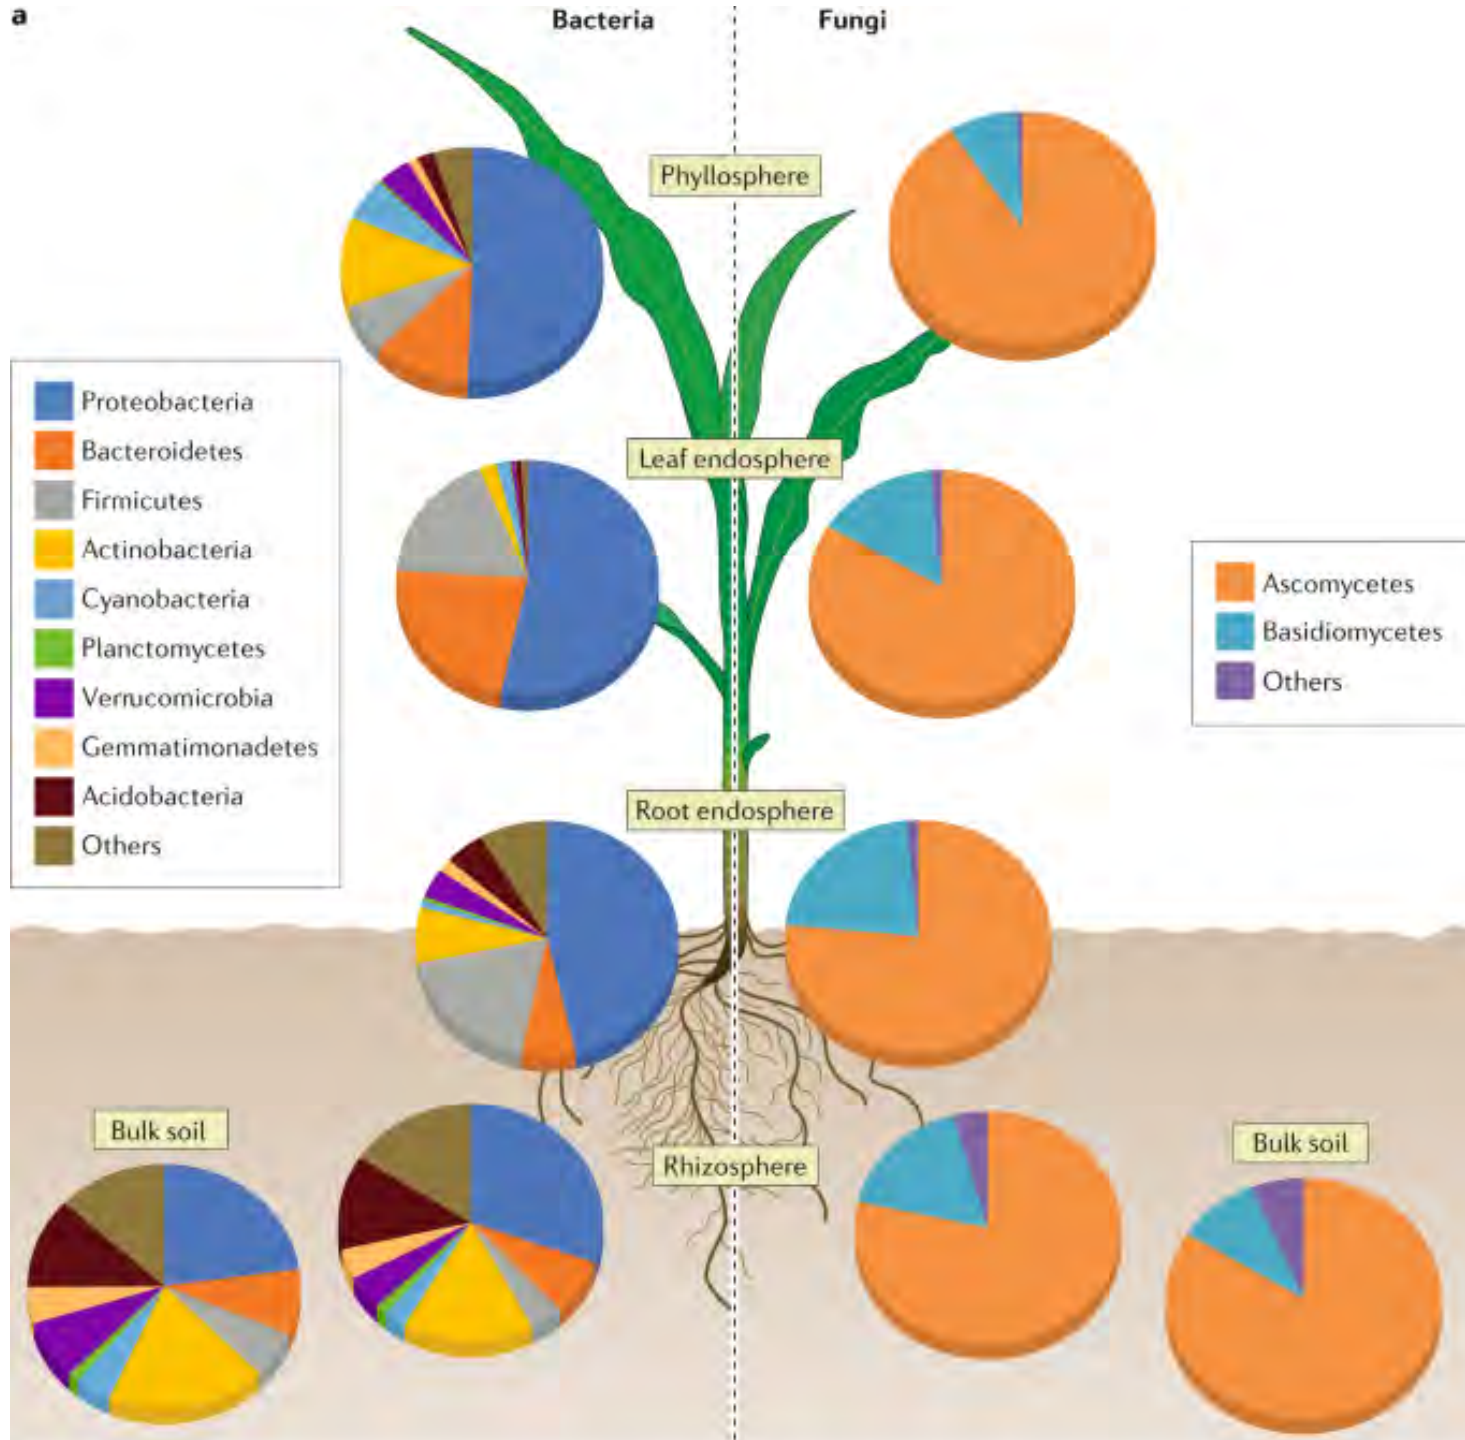 a
Bacteria
Fungi
Phyllosphere
Proteobacteria
Bacteroidetes
Firmicutes
Actinobacteria
Cyanobacteria
Planctomycetes
Verrucomicrobia
Gemmatimonadetes
Acidobacteria
Others
Leaf endosphere
Ascomycetes
Basidiomycetes
Others
Root endosphere
Bulk soil
Rhizosphere
Bulk soil